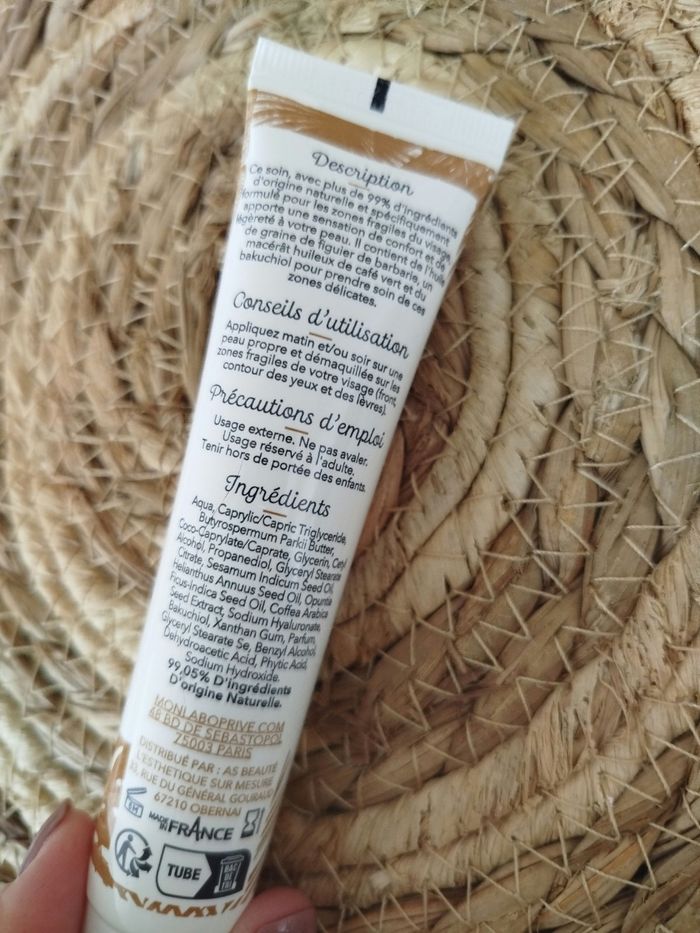 Description
Ce soin, avec plus de 99% d'ingrédients
d'origine naturelle et spécifiquement
formulé pour les zones fragiles du visage,
apporte une sensation de confort et de
légèreté à votre peau. Il contient de l'huile
de graine de figuier de barbarie, un
macérât huileux de café vert et du
bakuchiol pour prendre soin de ces
zones délicates.
Conseils d'utilisation
Appliquez matin et/ou soir sur une
peau propre et démaquillée sur les
zones fragiles de votre visage (front,
contour des yeux et des lèvres).
Précautions d'emploi
Usage externe. Ne pas avaler.
Usage réservé à l'adulte.
Tenir hors de portée des enfants.
Ingrédients
Aqua, Caprylic/Capric Triglyceride,
Butyrospermum Parkii Butter,
Coco-Caprylate/Caprate, Glycerin, Cetyl
Alcohol, Propanediol, Glyceryl Stearate
Citrate, Sesamum Indicum Seed Oil,
Helianthus Annuus Seed Oil, Opuntia
Ficus-Indica Seed Oil, Coffea Arabica
Seed Extract, Sodium Hyaluronate,
Bakuchiol, Xanthan Gum, Parfum,
Glyceryl Stearate Se, Benzyl Alcohol,
Dehydroacetic Acid, Phytic Acid,
Sodium Hydroxide.
99,05% D'ingrédients
D'origine Naturelle.
MONLABOPRIVE.COM
BD DE SEBASTOPOL
75003 PARIS
DISTRIBUÉ PAR : AS BEAUTÉ
L'ESTHETIQUE SUR MESURE
RUE DU GÉNÉRAL GOURAUD
67210 OBERNAI
6M
MADE IN FRANCE
TUBE
BAC DE TRI